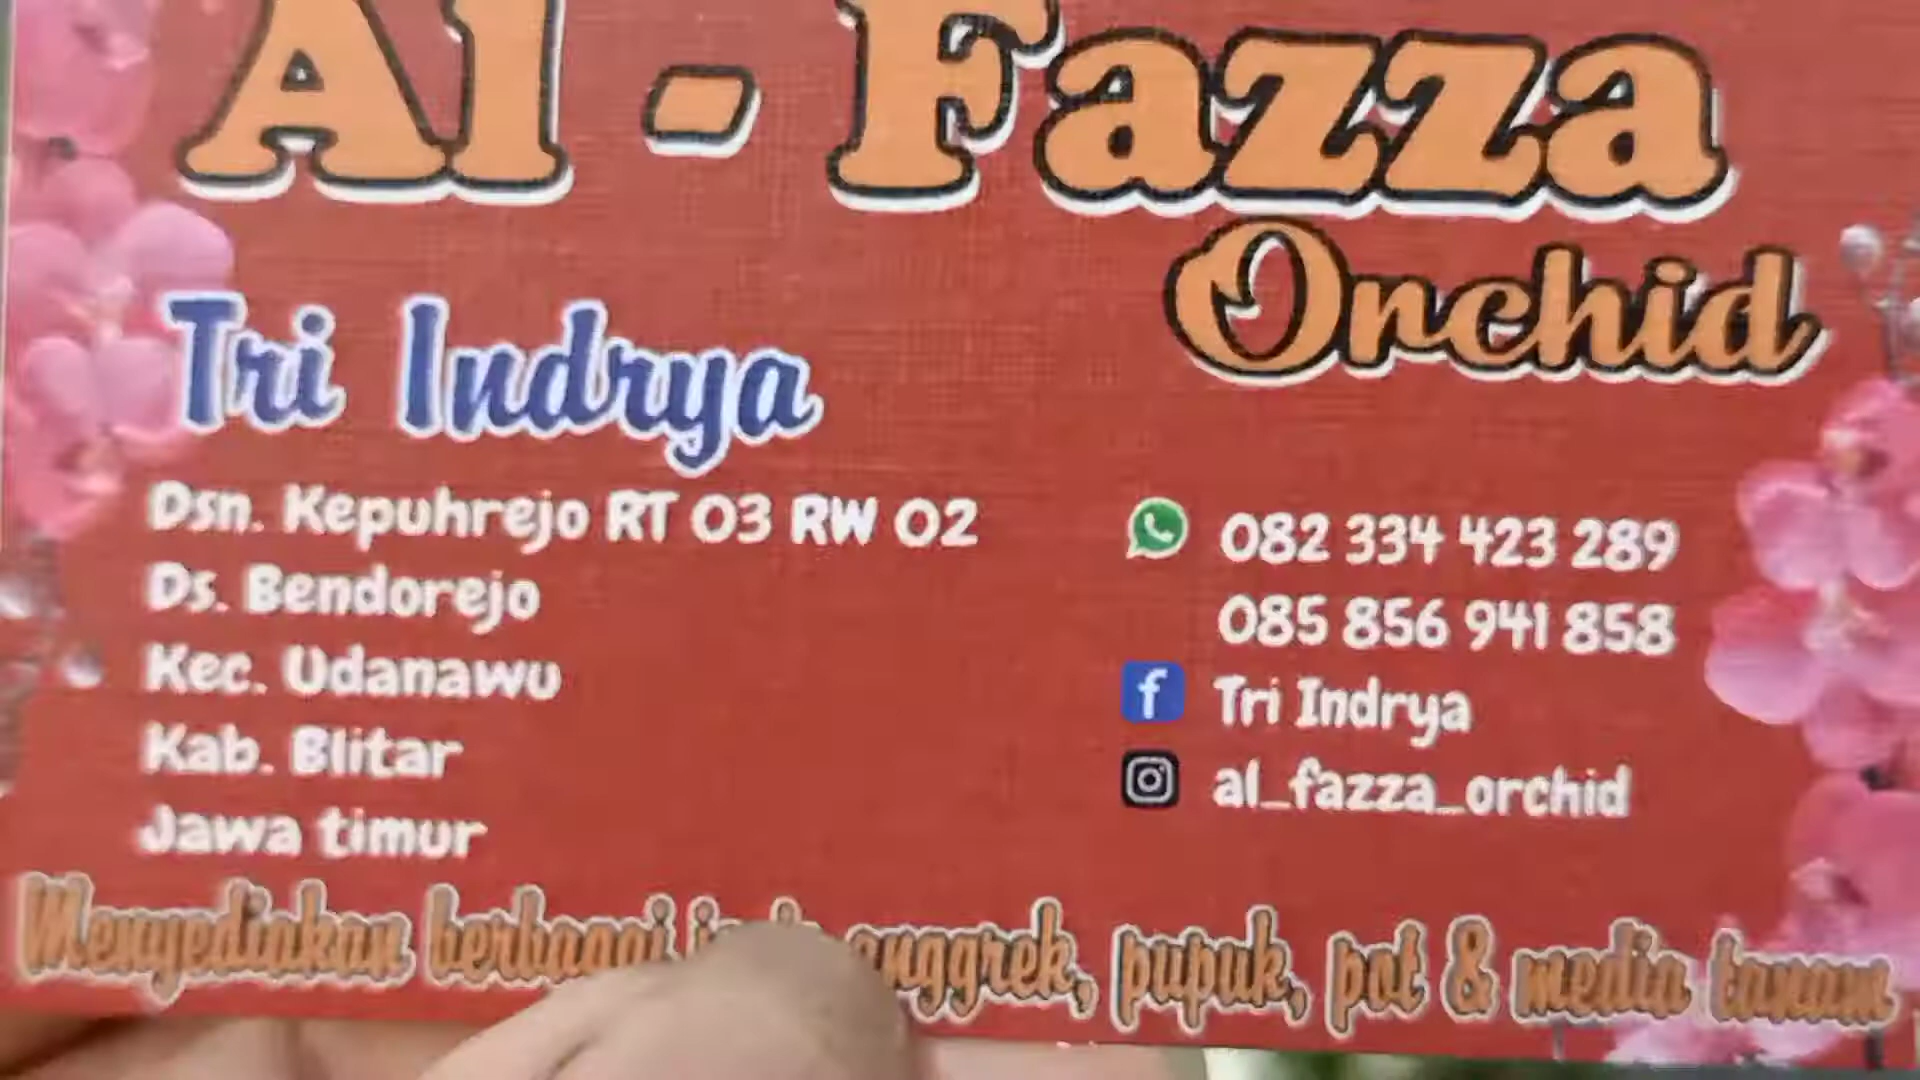 Al - Fazza
Orchid
Tri Indrya
Dsn. Kepuhrejo RT 03 RW 02
Ds. Bendorejo
Kec. Udanawu
Kab. Blitar
Jawa timur
082 334 423 289
085 856 941 858
Tri Indrya
al_fazza_orchid
Menyediakan berbagai anggrek, pupuk, pot & media tanam